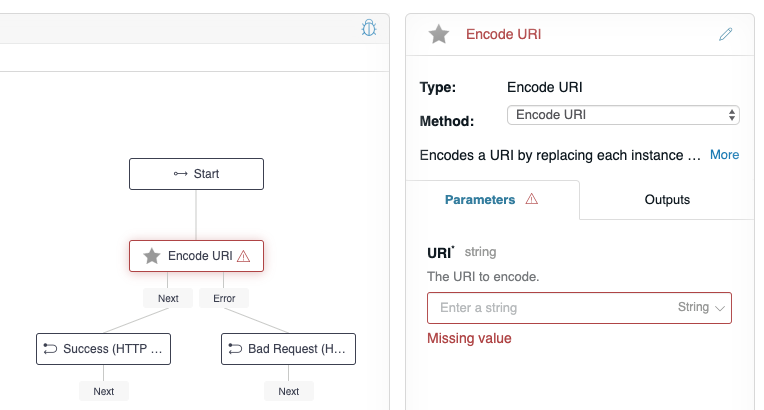 Encode URI
Type: Encode URI
Method: Encode URI
Encodes a URI by replacing each instance ... More
Parameters Outputs
URI* string
The URI to encode.
Enter a string String
Missing value
Start
Encode URI
Next Error
Success (HTTP ... Bad Request (H...
Next Next